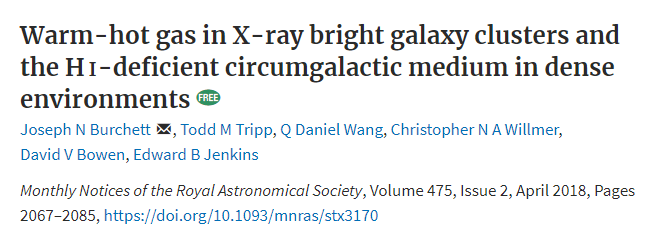 Warm-hot gas in X-ray bright galaxy clusters and
the H I-deficient circumgalactic medium in dense
environments FREE
Joseph N Burchett, Todd M Tripp, Q Daniel Wang, Christopher N A Willmer,
David V Bowen, Edward B Jenkins
Monthly Notices of the Royal Astronomical Society, Volume 475, Issue 2, April 2018, Pages
2067–2085, https://doi.org/10.1093/mnras/stx3170